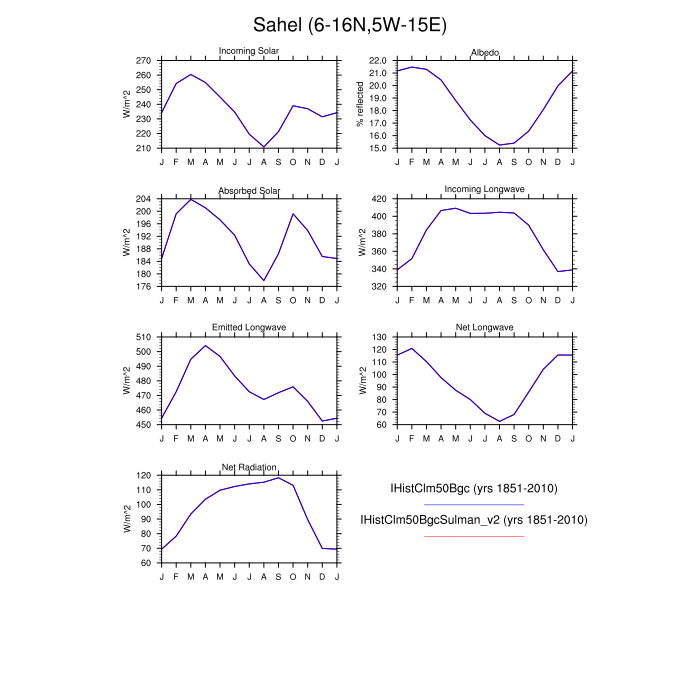 Sahel (6-16N,5W-15E)
Incoming Solar
W/m^2
270
260
250
240
230
220
210
J F M A M J J A S O N D J
Albedo
% reflected
22.0
21.0
20.0
19.0
18.0
17.0
16.0
15.0
J F M A M J J A S O N D J
Absorbed Solar
W/m^2
204
200
196
192
188
184
180
176
J F M A M J J A S O N D J
Incoming Longwave
W/m^2
420
400
380
360
340
320
J F M A M J J A S O N D J
Emitted Longwave
W/m^2
510
500
490
480
470
460
450
J F M A M J J A S O N D J
Net Longwave
W/m^2
130
120
110
100
90
80
70
60
J F M A M J J A S O N D J
Net Radiation
W/m^2
120
110
100
90
80
70
60
J F M A M J J A S O N D J
IHistClm50Bgc (yrs 1851-2010)
IHistClm50BgcSulman_v2 (yrs 1851-2010)